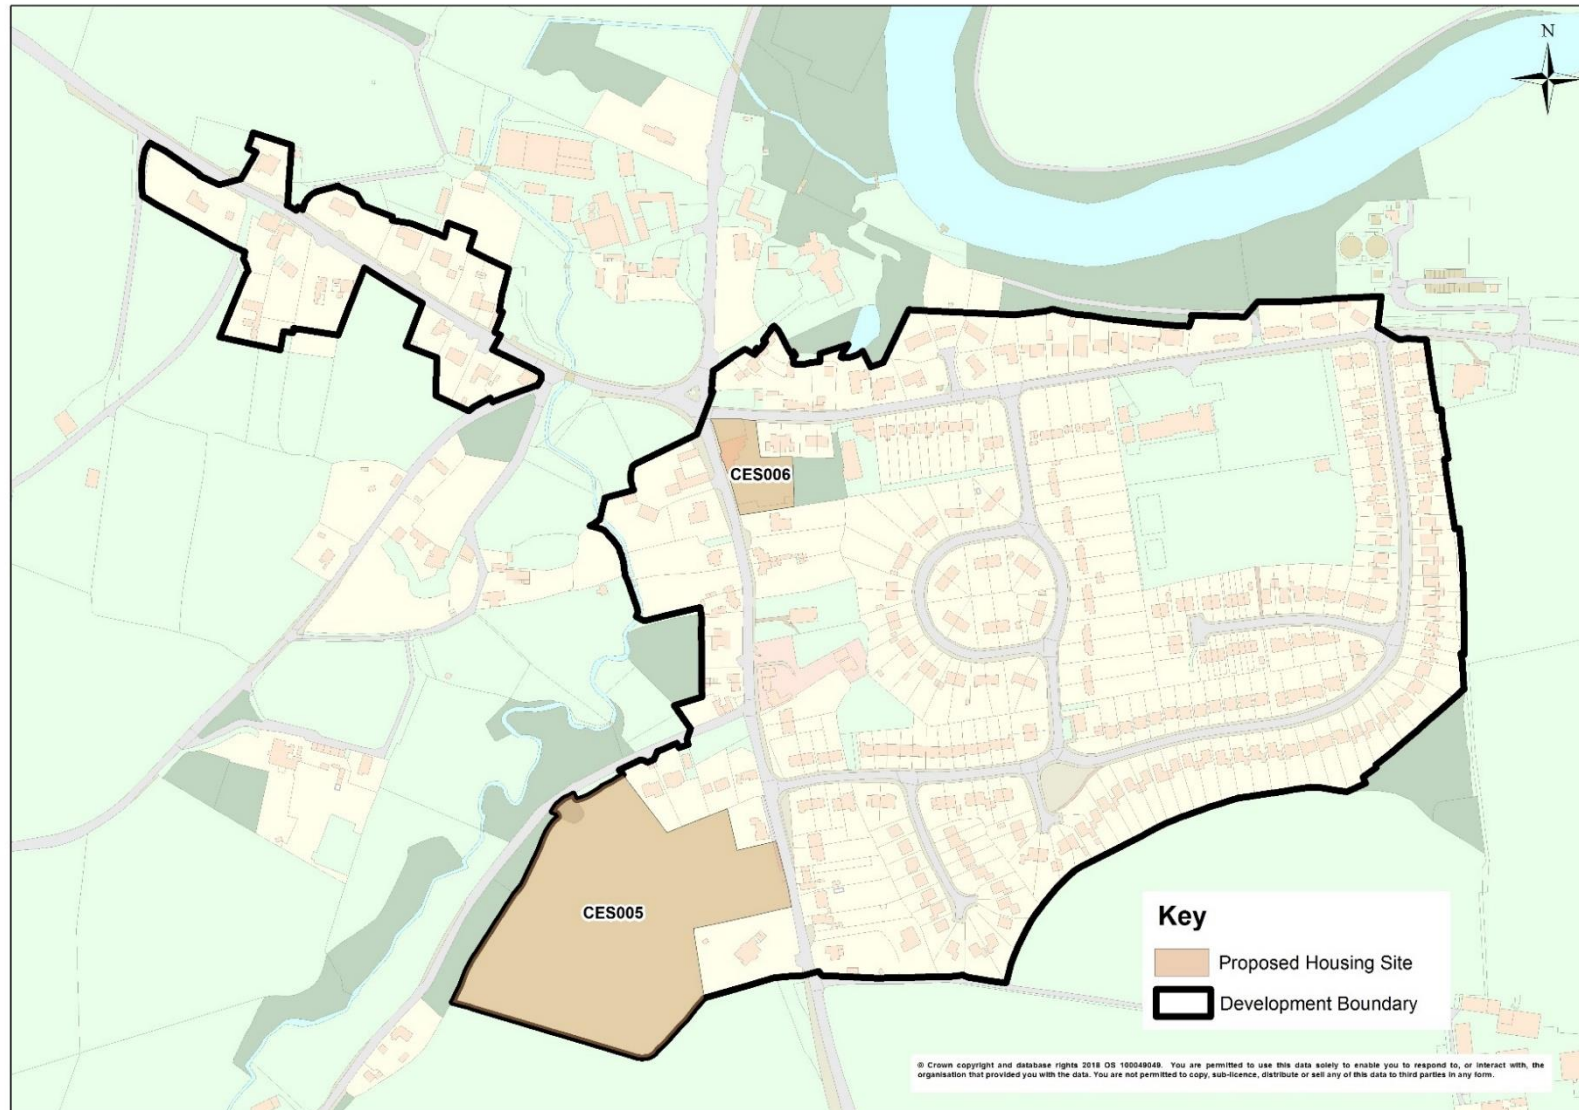 N
CES006
CES005
Key
Proposed Housing Site
Development Boundary
© Crown copyright and database rights 2018 OS 100049049. You are permitted to use this data solely to enable you to respond to, or interact with, the
organisation that provided you with the data. You are not permitted to copy, sub-licence, distribute or sell any of this data to third parties in any form.